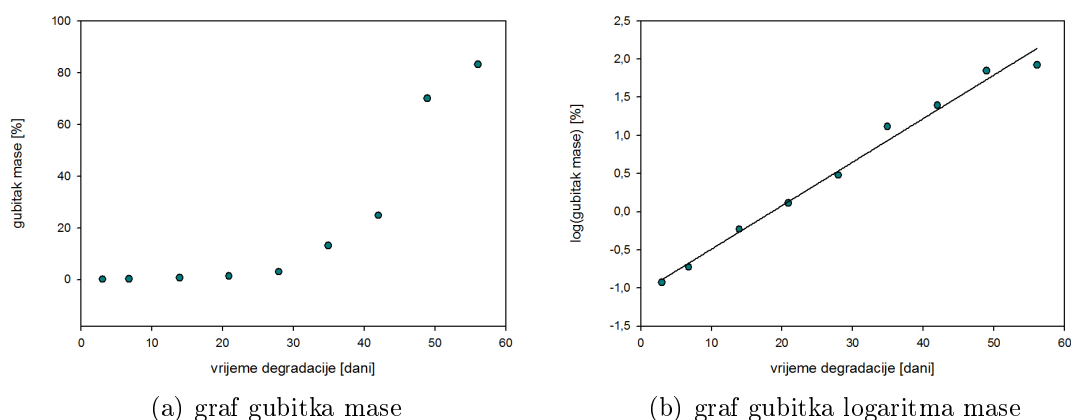 100
80
60
40
20
0
gubitak mase [%]
0 10 20 30 40 50 60
vrijeme degradacije [dani]
(a) graf gubitka mase
2,5
2,0
1,5
1,0
0,5
0,0
-0,5
-1,0
-1,5
log(gubitak mase) [%]
0 10 20 30 40 50 60
vrijeme degradacije [dani]
(b) graf gubitka logaritma mase